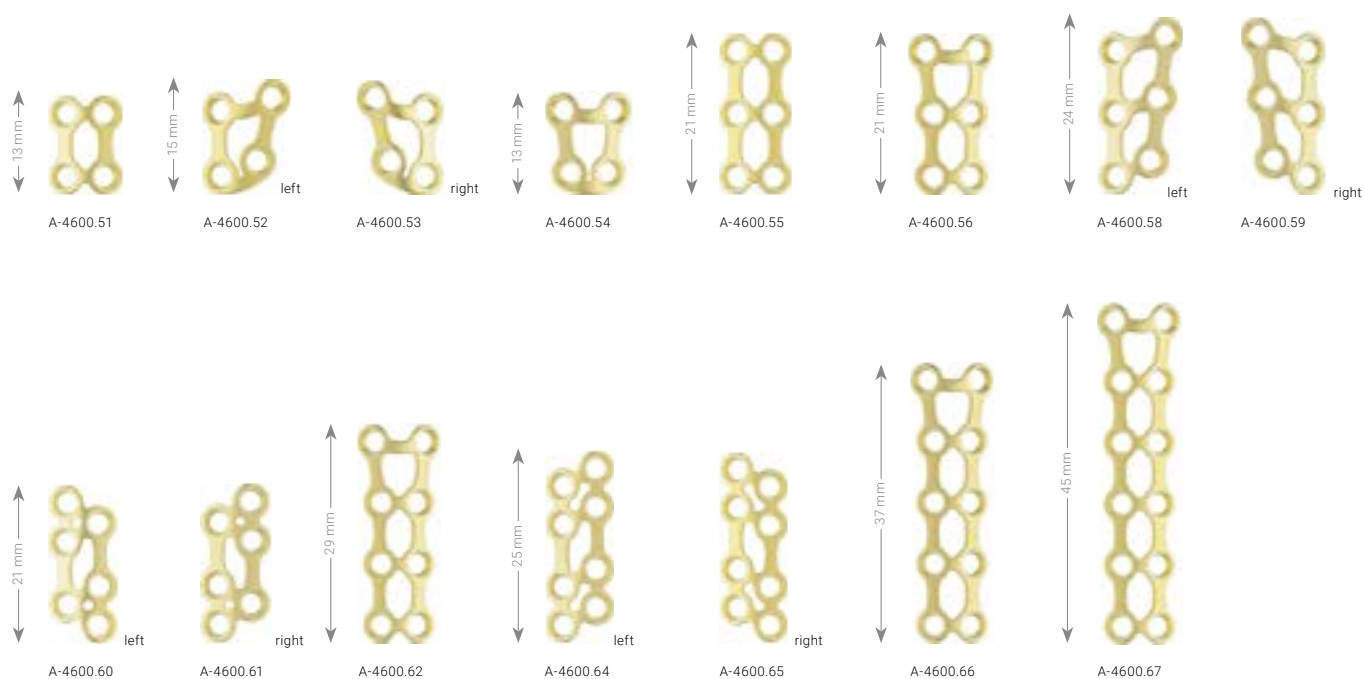 13 mm
15 mm
left
right
13 mm
21 mm
21 mm
24 mm
left
right
A-4600.51
A-4600.52
A-4600.53
A-4600.54
A-4600.55
A-4600.56
A-4600.58
A-4600.59
21 mm
left
right
29 mm
25 mm
left
right
37 mm
45 mm
A-4600.60
A-4600.61
A-4600.62
A-4600.64
A-4600.65
A-4600.66
A-4600.67